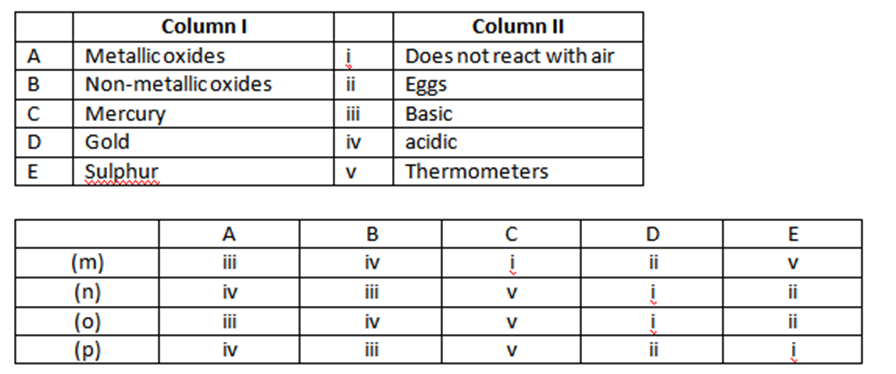 Column I Column II
A Metallic oxides i Does not react with air
B Non-metallic oxides ii Eggs
C Mercury iii Basic
D Gold iv acidic
E Sulphur v Thermometers
A B C D E
(m) iii iv i ii v
(n) iv iii v i ii
(o) iii iv v i ii
(p) iv iii v ii i